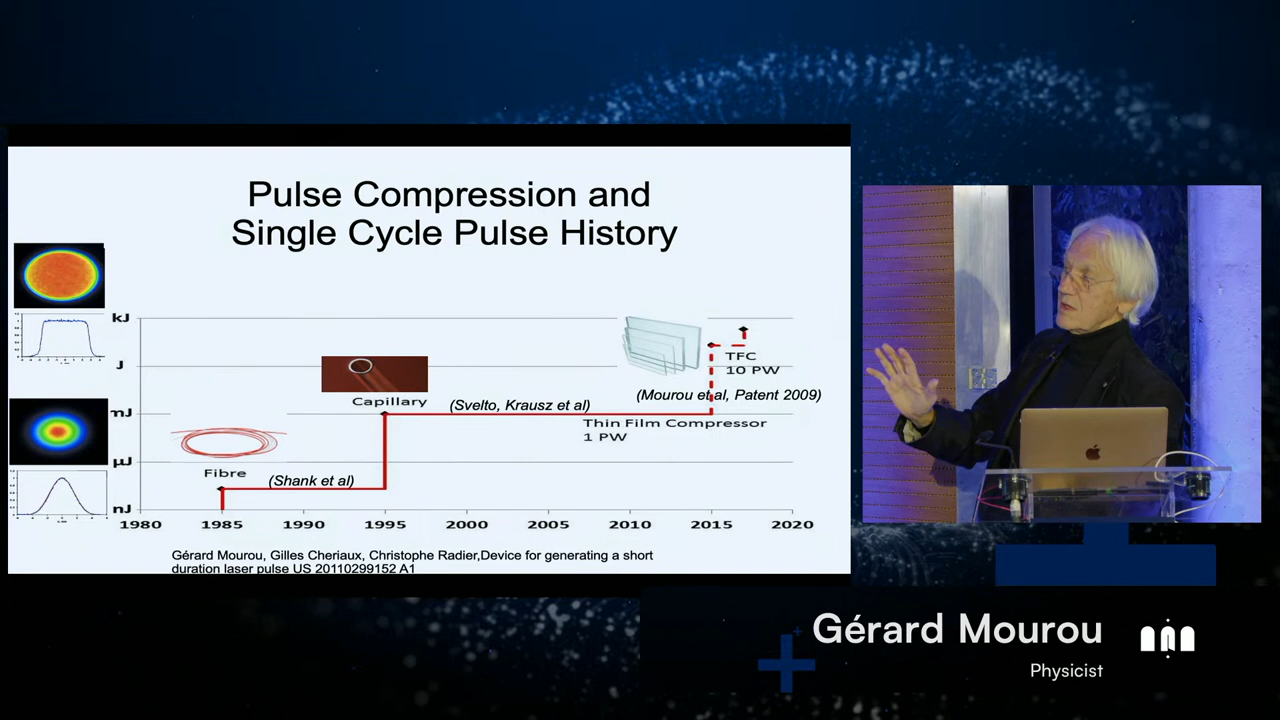 Pulse Compression and
Single Cycle Pulse History
kJ
J
mJ
µJ
nJ
Capillary
(Svelto, Krausz et al)
TFC
10 PW
(Mourou et al, Patent 2009)
Thin Film Compressor
1 PW
Fibre
(Shank et al)
1980 1985 1990 1995 2000 2005 2010 2015 2020
Gérard Mourou, Gilles Cheriaux, Christophe Radier,Device for generating a short
duration laser pulse US 20110299152 A1
Gérard Mourou
Physicist